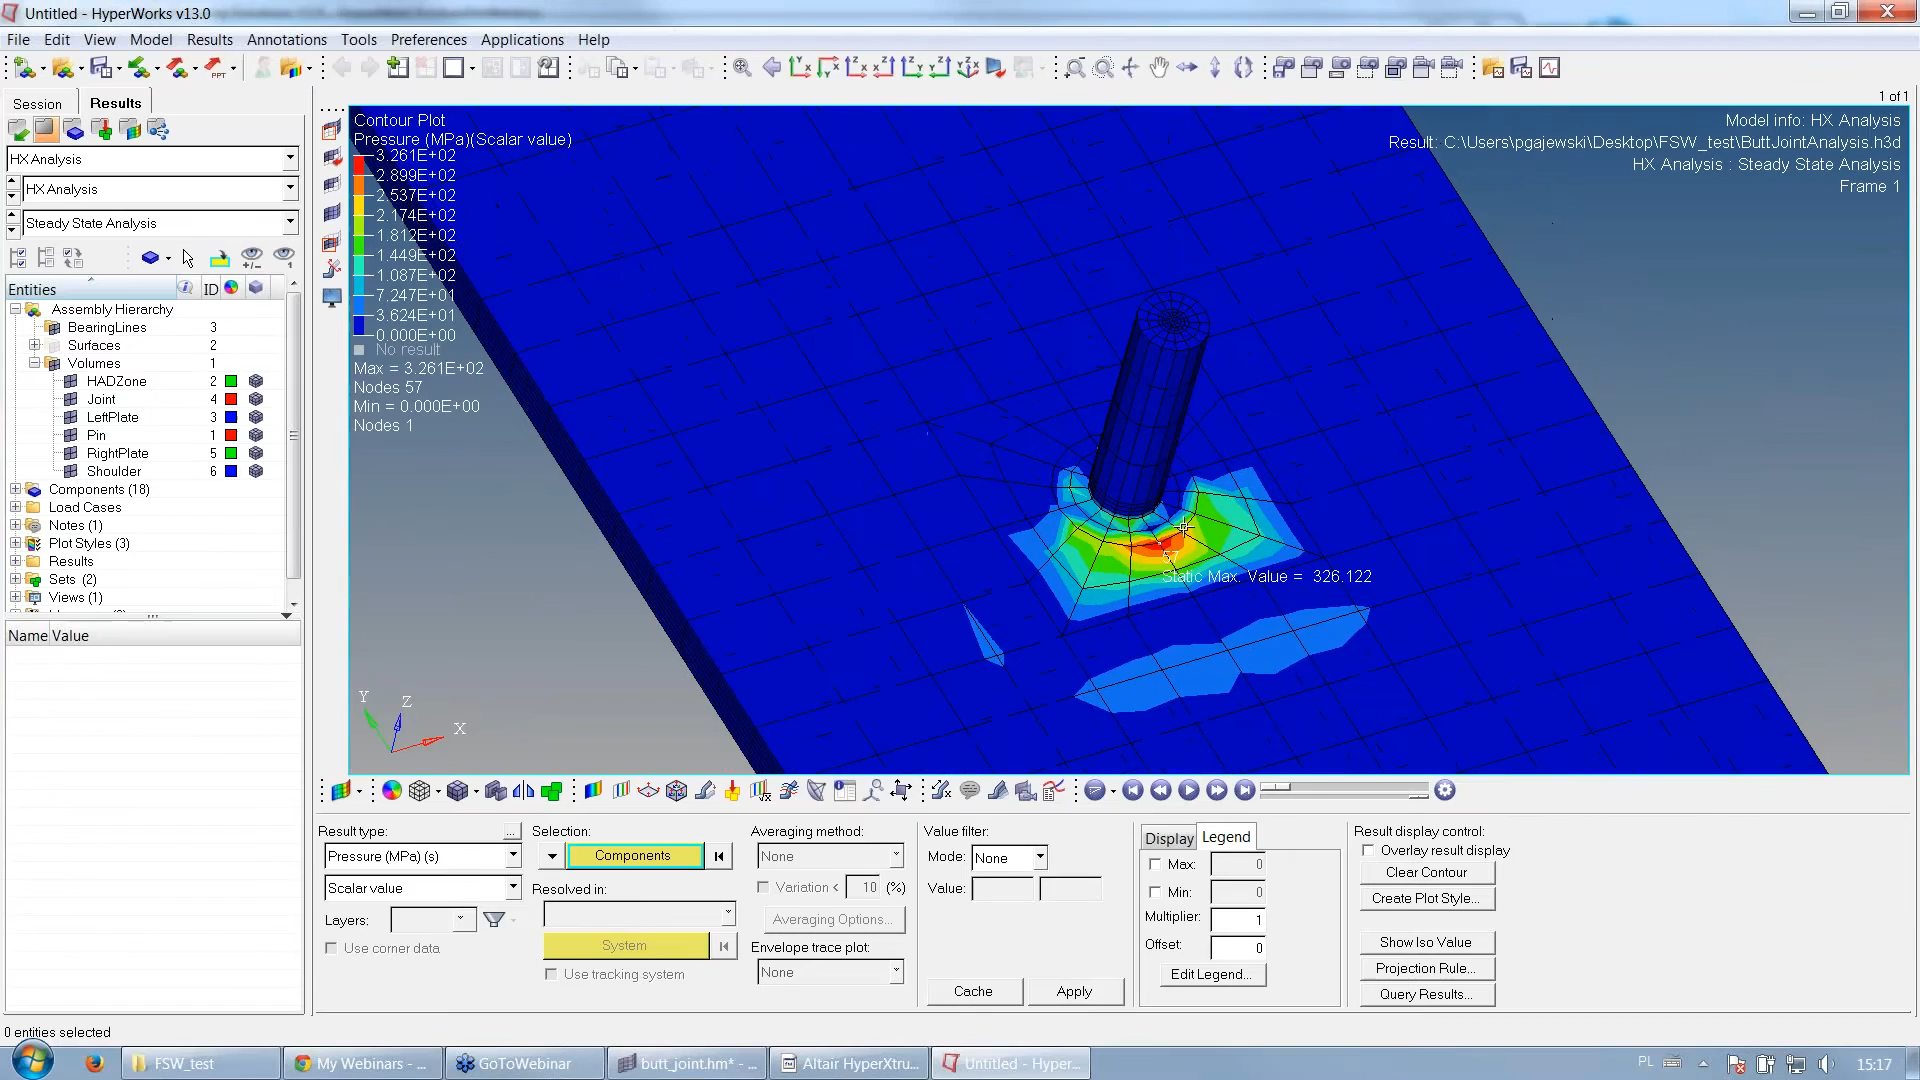 Untitled - HyperWorks v13.0
File Edit View Model Results Annotations Tools Preferences Applications Help
Session Results
HX Analysis
HX Analysis
Steady State Analysis
Entities ID
Assembly Hierarchy
BearingLines 3
Surfaces 2
Volumes 1
HADZone 2
Joint 4
LeftPlate 3
Pin 1
RightPlate 5
Shoulder 6
Components (18)
Load Cases
Notes (1)
Plot Styles (3)
Results
Sets (2)
Views (1)
Name Value
0 entities selected
1 of 1
Contour Plot
Pressure (MPa)(Scalar value)
3.261E+02
2.899E+02
2.537E+02
2.174E+02
1.812E+02
1.449E+02
1.087E+02
7.247E+01
3.624E+01
0.000E+00
No result
Max = 3.261E+02
Nodes 57
Min = 0.000E+00
Nodes 1
Model info: HX Analysis
Result: C:\Users\pgajewski\Desktop\FSW_test\ButtJointAnalysis.h3d
HX Analysis : Steady State Analysis
Frame 1
57
Static Max. Value = 326.122
Y
Z
X
Result type:
Pressure (MPa) (s)
Scalar value
Layers:
Use corner data
Selection:
Components
Resolved in:
System
Use tracking system
Averaging method:
None
Variation < 10 (%)
Averaging Options...
Envelope trace plot:
None
Value filter:
Mode: None
Value:
Cache Apply
Display Legend
Max: 0
Min: 0
Multiplier: 1
Offset: 0
Edit Legend...
Result display control:
Overlay result display
Clear Contour
Create Plot Style...
Show Iso Value
Projection Rule...
Query Results...
FSW_test
My Webinars - ...
GoToWebinar
butt_joint.hm* - ...
Altair HyperXtru...
Untitled - Hyper...
PL
15:17